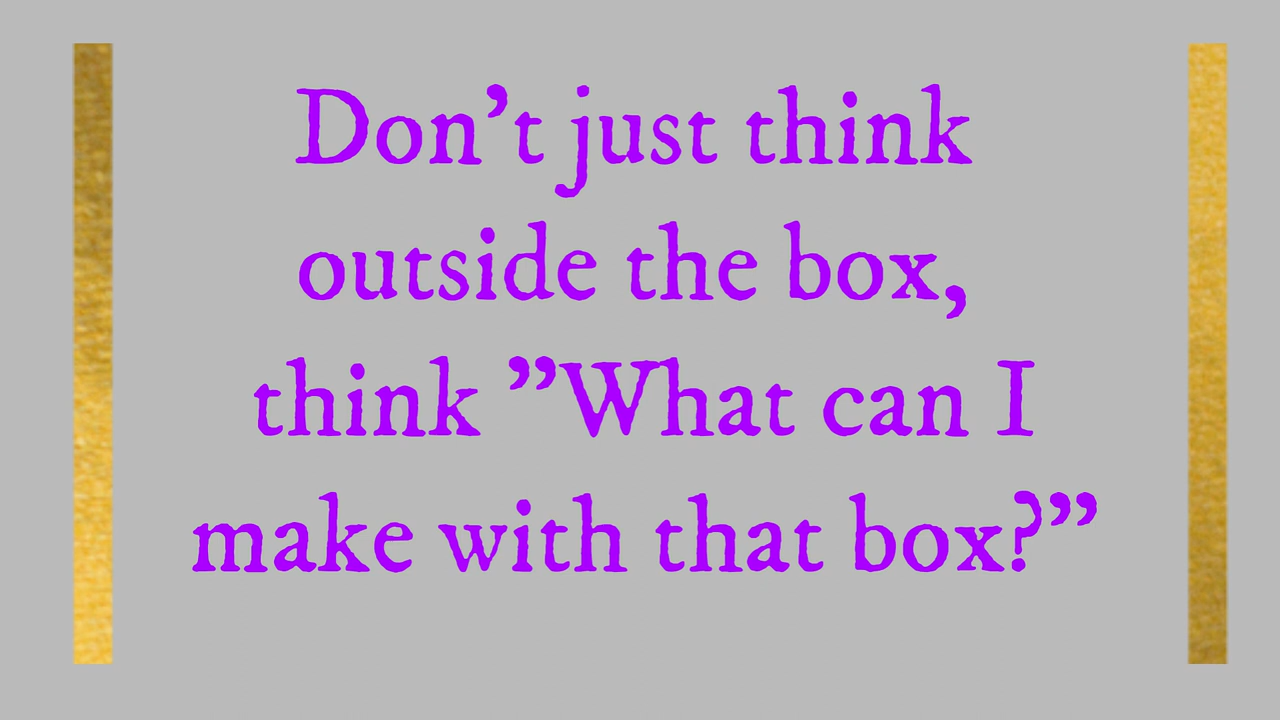 Don’t just think
outside the box,
think ”What can I
make with that box?”